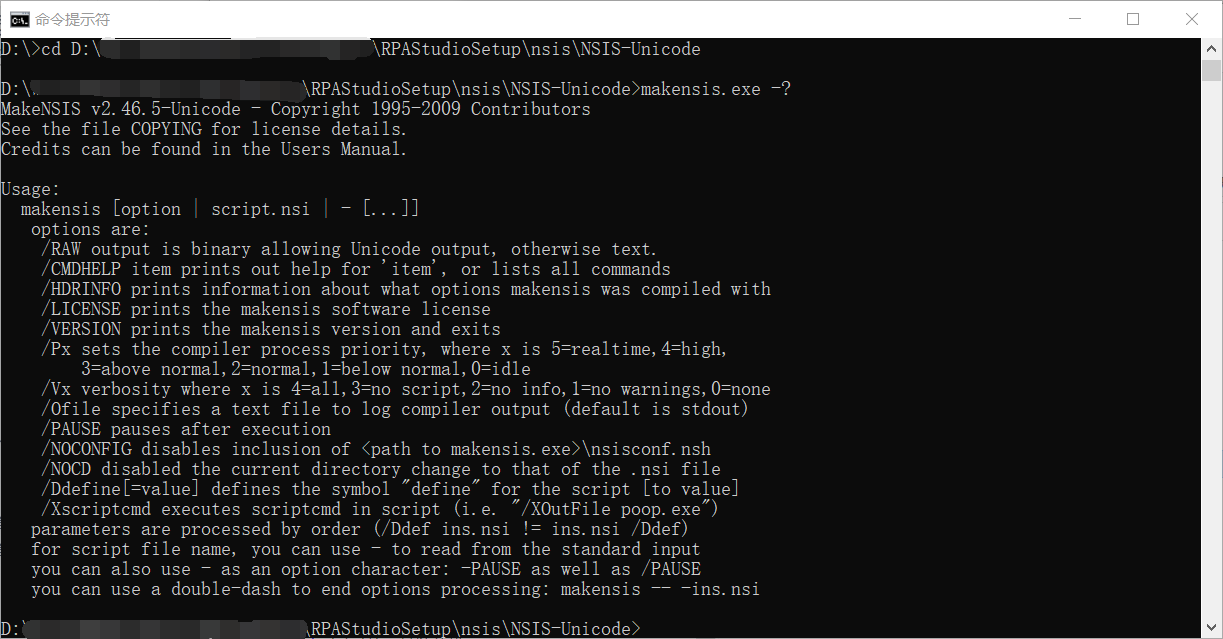 命令提示符
D:\>cd D:\ \RPAStudioSetup\nsis\NSIS-Unicode
D:\ \RPAStudioSetup\nsis\NSIS-Unicode>makensis.exe -?
MakeNSIS v2.46.5-Unicode - Copyright 1995-2009 Contributors
See the file COPYING for license details.
Credits can be found in the Users Manual.
Usage:
makensis [option | script.nsi | - [...]]
options are:
/RAW output is binary allowing Unicode output, otherwise text.
/CMDHELP item prints out help for 'item', or lists all commands
/HDRINFO prints information about what options makensis was compiled with
/LICENSE prints the makensis software license
/VERSION prints the makensis version and exits
/Px sets the compiler process priority, where x is 5=realtime,4=high,
3=above normal,2=normal,1=below normal,0=idle
/Vx verbosity where x is 4=all,3=no script,2=no info,1=no warnings,0=none
/Ofile specifies a text file to log compiler output (default is stdout)
/PAUSE pauses after execution
/NOCONFIG disables inclusion of <path to makensis.exe>\nsisconf.nsh
/NOCD disabled the current directory change to that of the .nsi file
/Ddefine[=value] defines the symbol "define" for the script [to value]
/Xscriptcmd executes scriptcmd in script (i.e. "/XOutFile poop.exe")
parameters are processed by order (/Ddef ins.nsi != ins.nsi /Ddef)
for script file name, you can use - to read from the standard input
you can also use - as an option character: -PAUSE as well as /PAUSE
you can use a double-dash to end options processing: makensis -- -ins.nsi
D:\ \RPAStudioSetup\nsis\NSIS-Unicode>